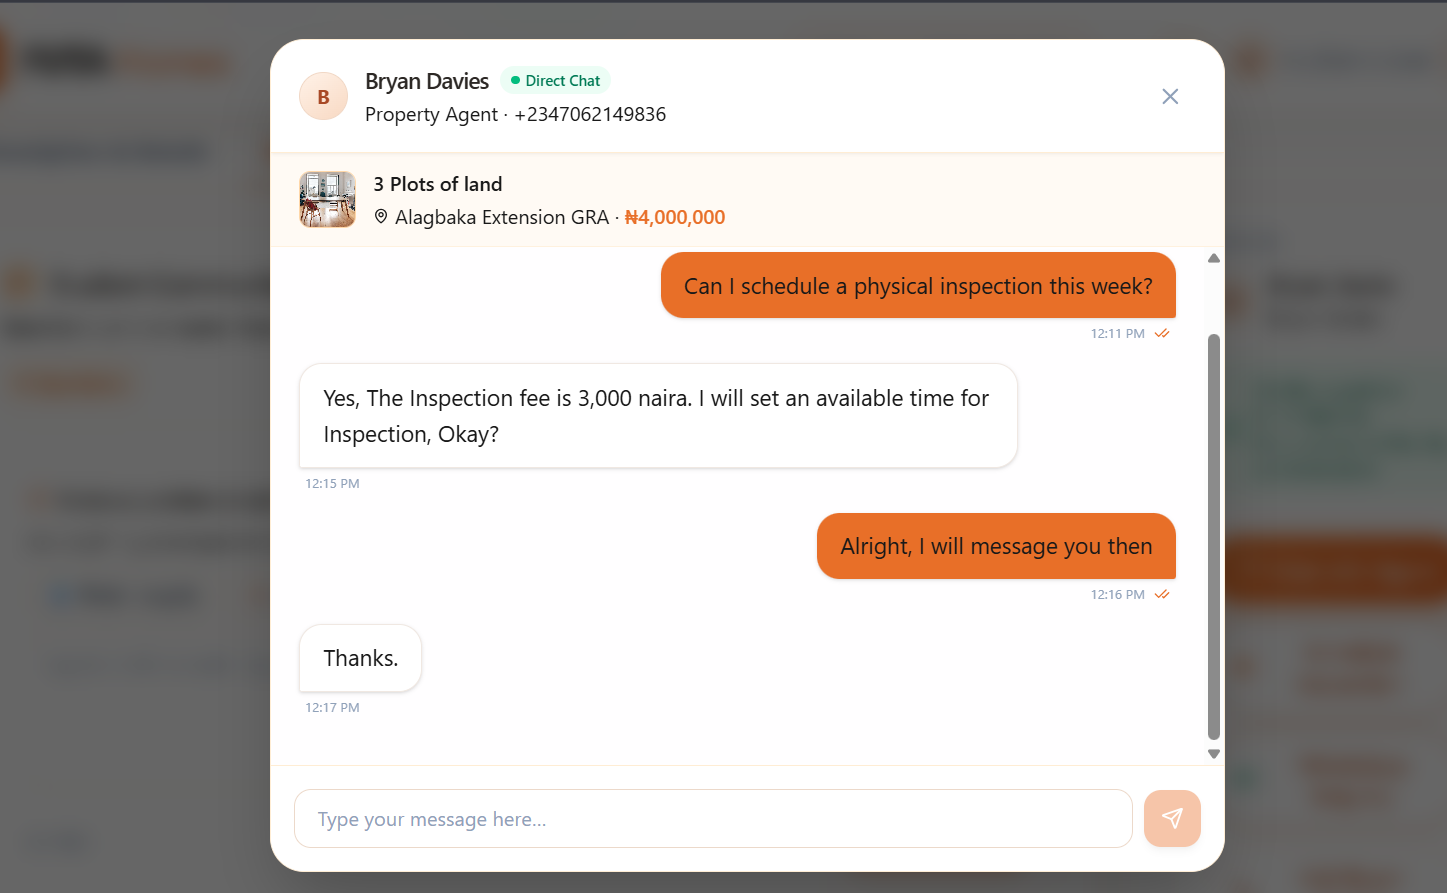 B
Bryan Davies
Direct Chat
Property Agent · +2347062149836
3 Plots of land
Alagbaka Extension GRA · ₦4,000,000
Can I schedule a physical inspection this week?
12:11 PM
Yes, The Inspection fee is 3,000 naira. I will set an available time for
Inspection, Okay?
12:15 PM
Alright, I will message you then
12:16 PM
Thanks.
12:17 PM
Type your message here...